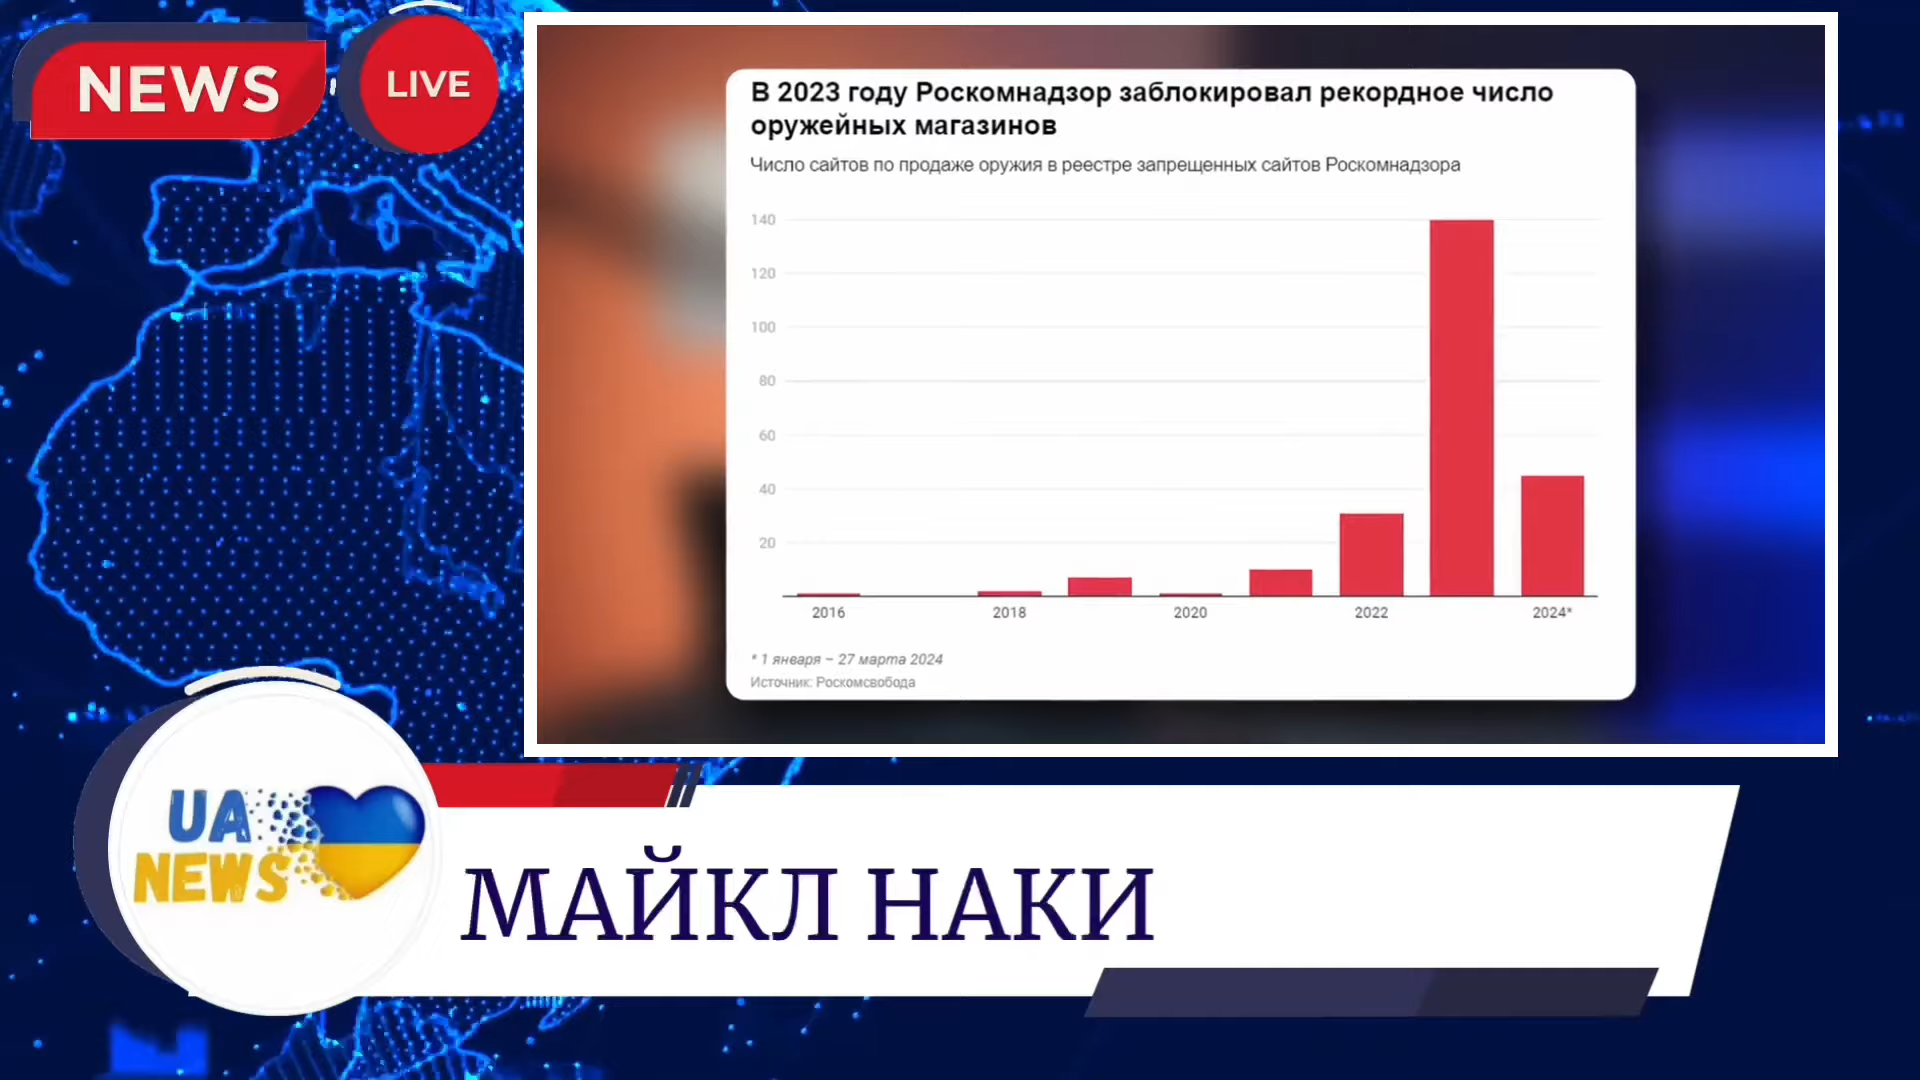 NEWS
LIVE
В 2023 году Роскомнадзор заблокировал рекордное число
оружейных магазинов
Число сайтов по продаже оружия в реестре запрещенных сайтов Роскомнадзора
140
120
100
80
60
40
20
2016
2018
2020
2022
2024*
* 1 января – 27 марта 2024
Источник: Роскомсвобода
UA
NEWS
МАЙКЛ НАКИ